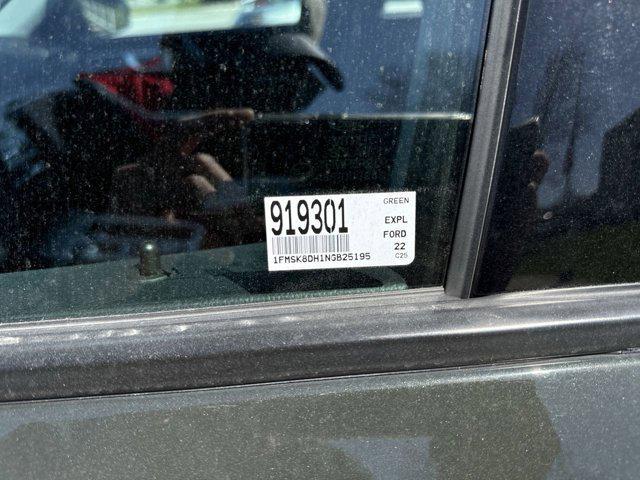 GREEN
919301
EXPL
FORD
1FMSK8DH1NGB25195
22
C25